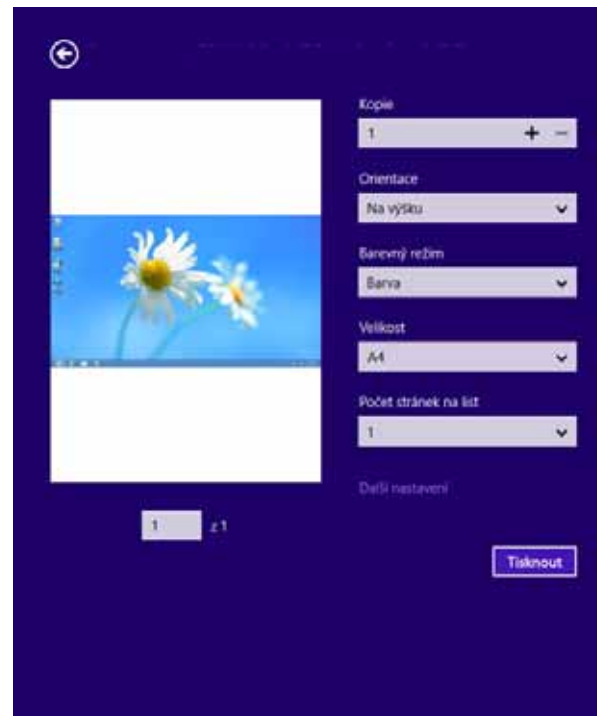 Kopie
1
Orientace
Na výšku
Barevný režim
Barva
Velikost
A4
Počet stránek na list
1
Další nastavení
1 z 1
Tisknout